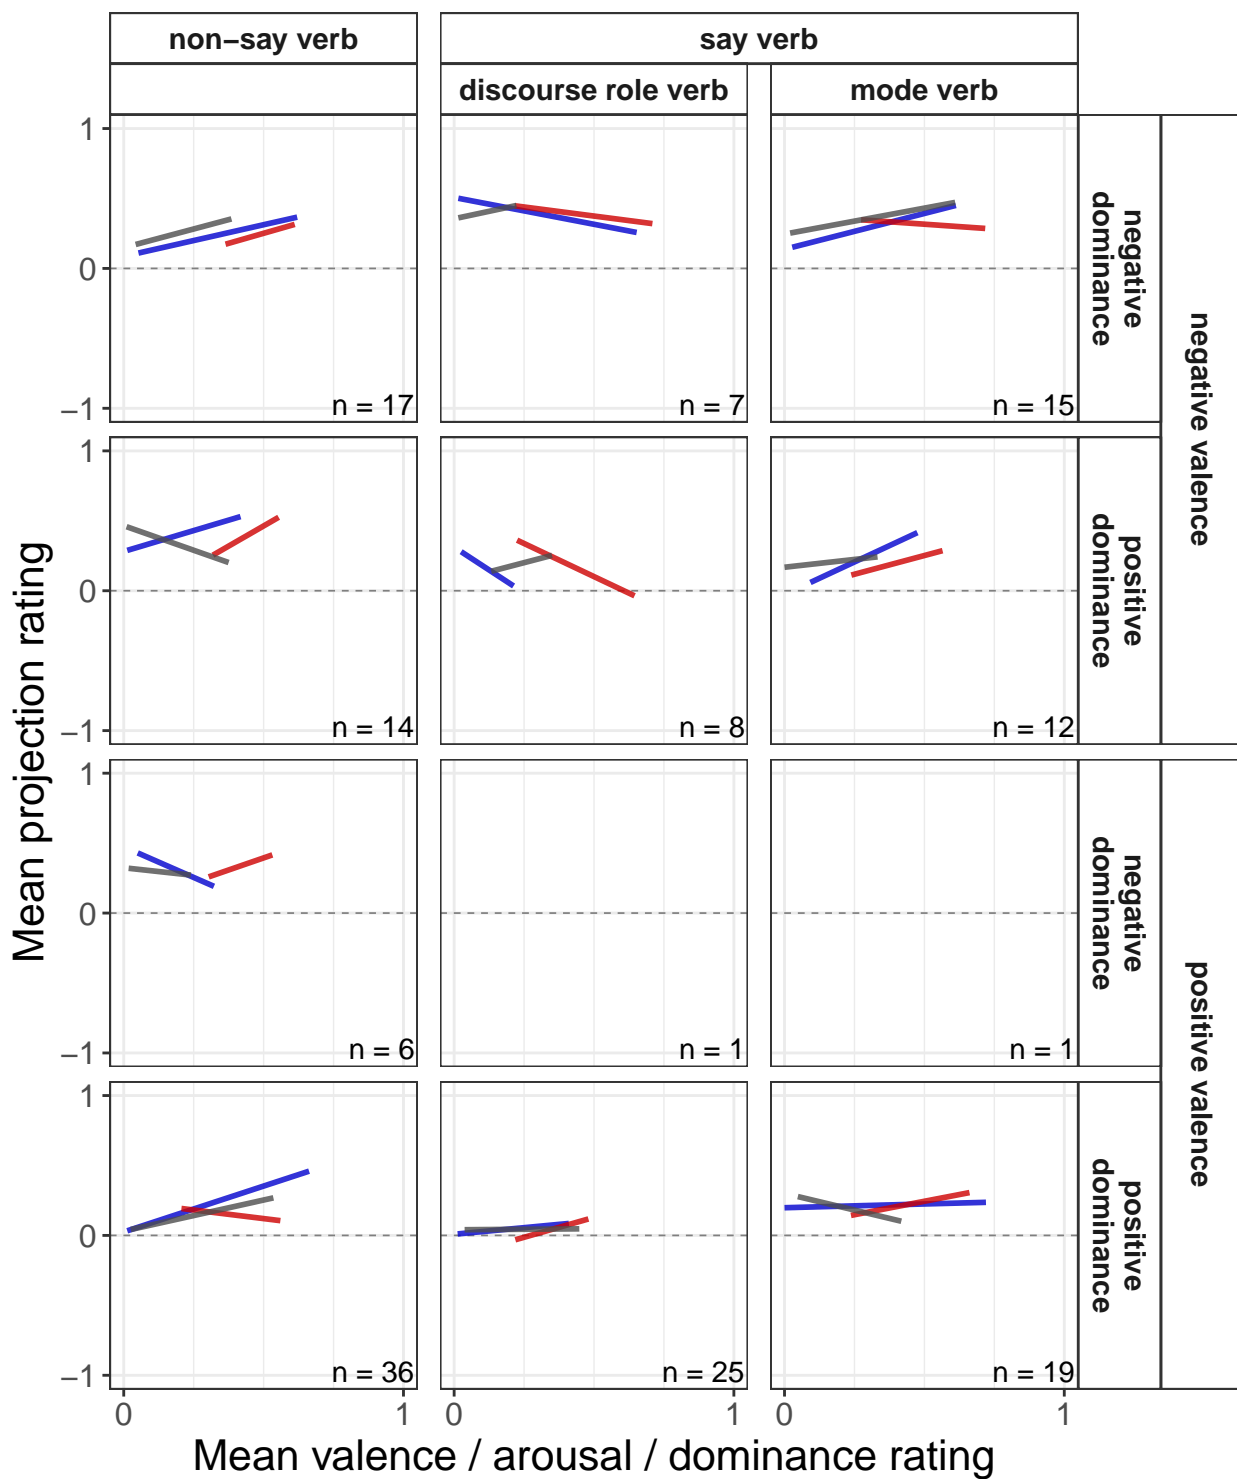 non−say verb
say verb
discourse role verb
mode verb
1
0
−1
n = 17
n = 7
n = 15
negative
dominance
negative valence
1
0
−1
n = 14
n = 8
n = 12
positive
dominance
Mean projection rating
1
0
−1
n = 6
n = 1
n = 1
negative
dominance
positive valence
1
0
−1
n = 36
n = 25
n = 19
positive
dominance
0
1
0
1
0
1
Mean valence / arousal / dominance rating